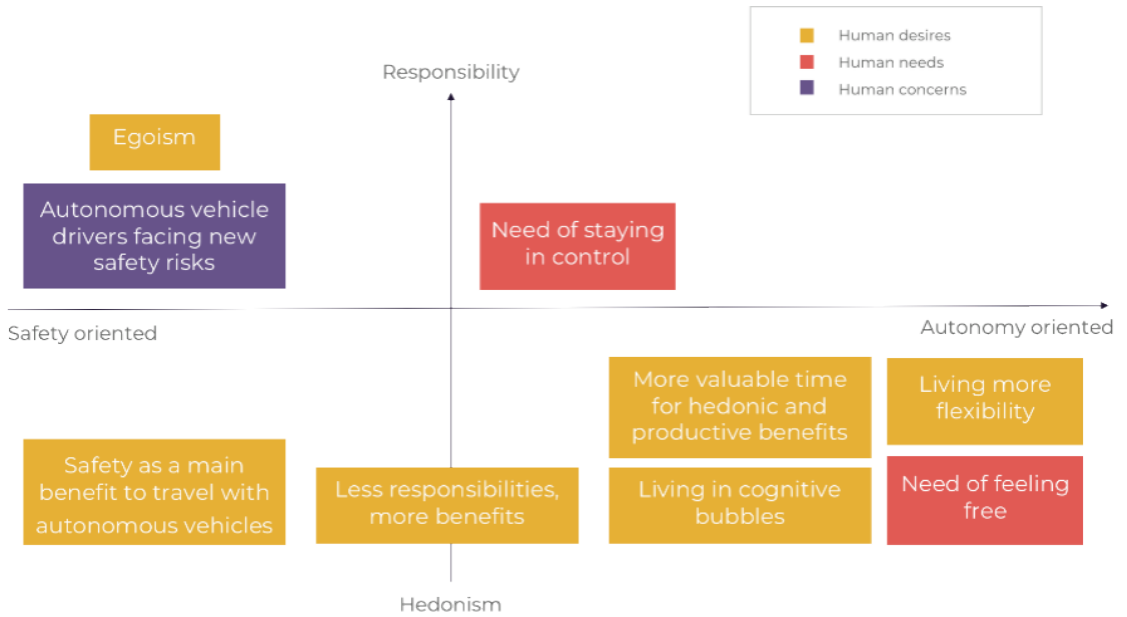 Human desires
Human needs
Human concerns
Responsibility
Egoism
Autonomous vehicle
drivers facing new
safety risks
Need of staying
in control
Safety oriented
Autonomy oriented
More valuable time
for hedonic and
productive benefits
Living more
flexibility
Safety as a main
benefit to travel with
autonomous vehicles
Less responsibilities,
more benefits
Living in cognitive
bubbles
Need of feeling
free
Hedonism